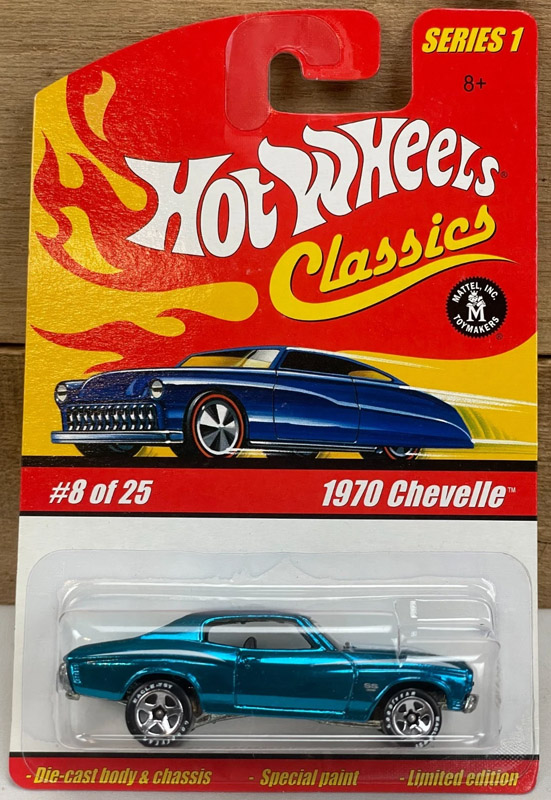 SERIES 1
8+
HOT WHEELS
Classics
MATTEL, INC.
M
TOYMAKERS
#8 of 25
1970 Chevelle™
SS
- Die-cast body & chassis - Special paint - Limited edition